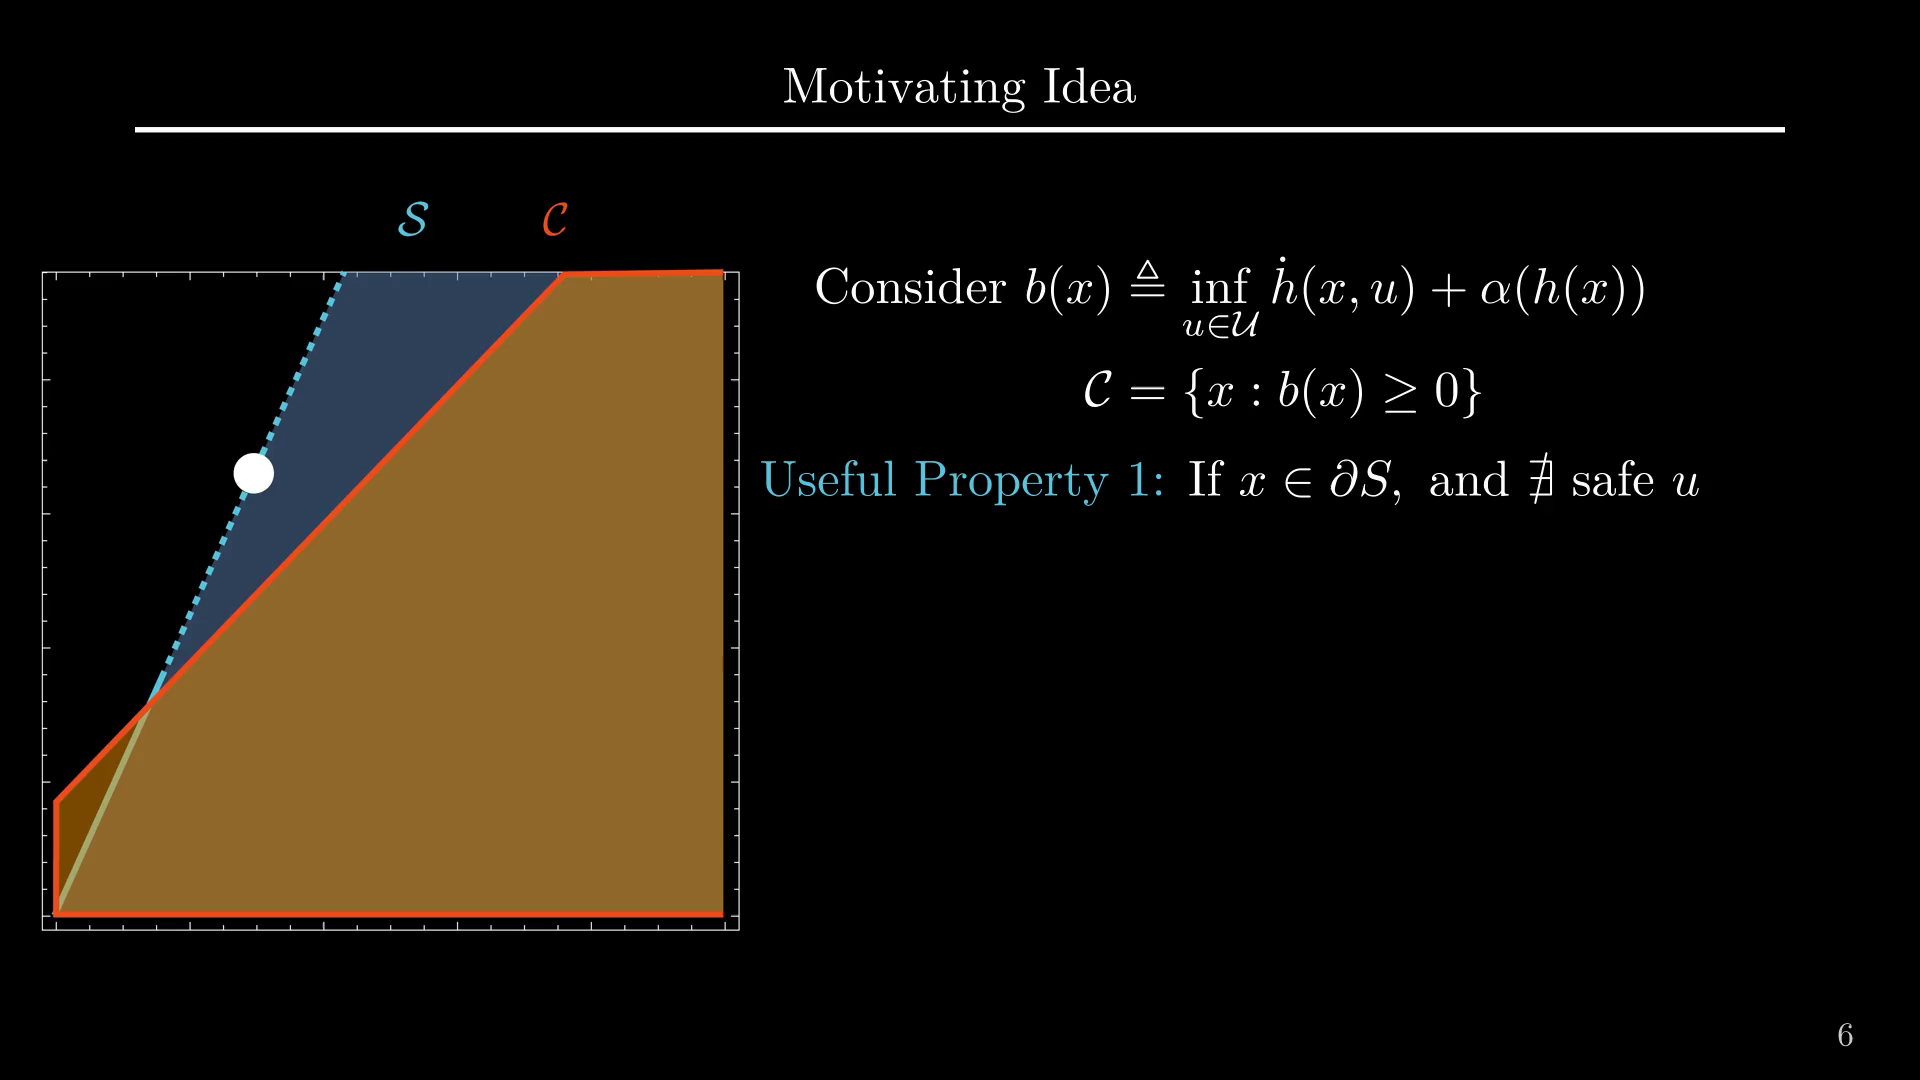 Motivating Idea
𝒮 𝒞
Consider b(x) ≜ inf_{u∈𝒰} ḣ(x, u) + α(h(x))
𝒞 = {x : b(x) ≥ 0}
Useful Property 1: If x ∈ ∂S, and ∄ safe u
6